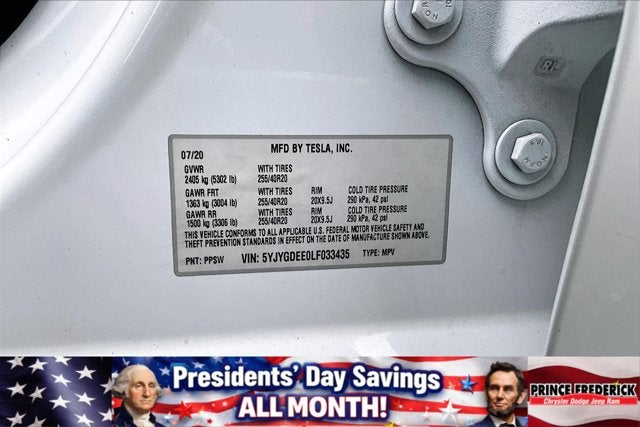 07/20 MFD BY TESLA, INC.
GVWR WITH TIRES
2405 kg (5302 lb) 255/40R20
GAWR FRT WITH TIRES RIM COLD TIRE PRESSURE
1363 kg (3004 lb) 255/40R20 20X9.5J 290 kPa, 42 psi
GAWR RR WITH TIRES RIM COLD TIRE PRESSURE
1500 kg (3306 lb) 255/40R20 20X9.5J 290 kPa, 42 psi
THIS VEHICLE CONFORMS TO ALL APPLICABLE U.S. FEDERAL MOTOR VEHICLE SAFETY AND
THEFT PREVENTION STANDARDS IN EFFECT ON THE DATE OF MANUFACTURE SHOWN ABOVE.
PNT: PPSW VIN: 5YJYGDEE0LF033435 TYPE: MPV
10.9
Presidents' Day Savings
ALL MONTH!
PRINCE FREDERICK
Chrysler Dodge Jeep Ram